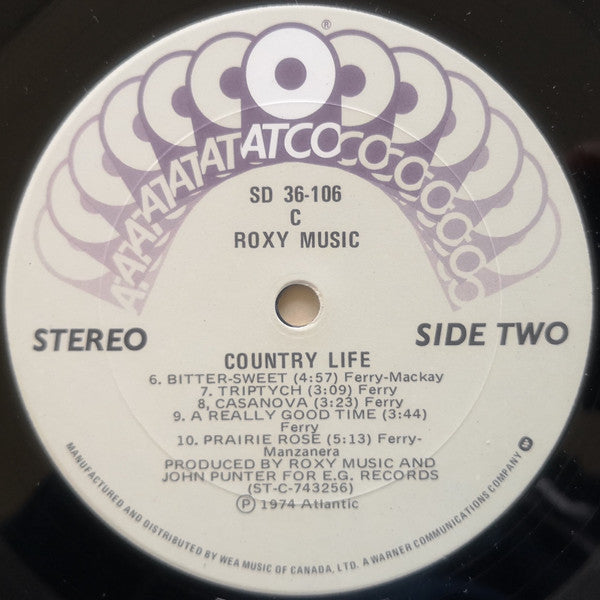 ®
ATCO
SD 36-106
C
ROXY MUSIC
STEREO
SIDE TWO
COUNTRY LIFE
6. BITTER-SWEET (4:57) Ferry-Mackay
7. TRIPTYCH (3:09) Ferry
8, CASANOVA (3:23) Ferry
9. A REALLY GOOD TIME (3:44)
Ferry
10. PRAIRIE ROSE (5:13) Ferry-
Manzanera
PRODUCED BY ROXY MUSIC AND
JOHN PUNTER FOR E.G. RECORDS
(ST-C-743256)
Ⓟ 1974 Atlantic
MANUFACTURED AND DISTRIBUTED BY WEA MUSIC OF CANADA, LTD. A WARNER COMMUNICATIONS COMPANY